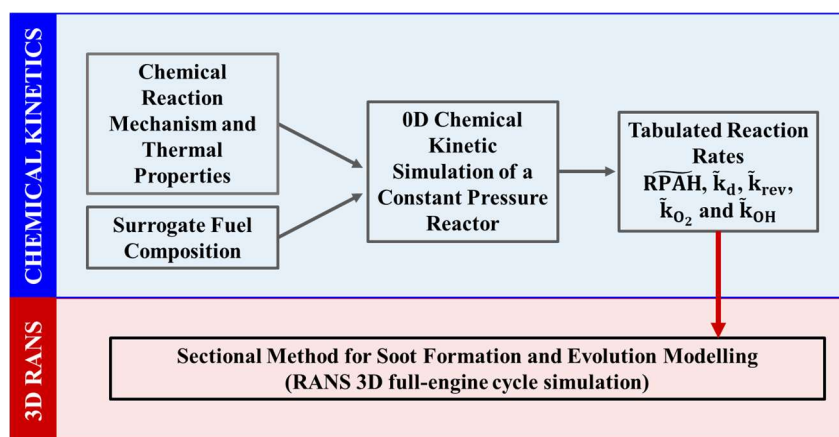 CHEMICAL KINETICS
Chemical
Reaction
Mechanism and
Thermal
Properties
Surrogate Fuel
Composition
0D Chemical
Kinetic
Simulation of a
Constant Pressure
Reactor
Tabulated Reaction
Rates
R͠PAH, k̃d, k̃rev,
k̃O₂ and k̃OH
3D RANS
Sectional Method for Soot Formation and Evolution Modelling
(RANS 3D full-engine cycle simulation)